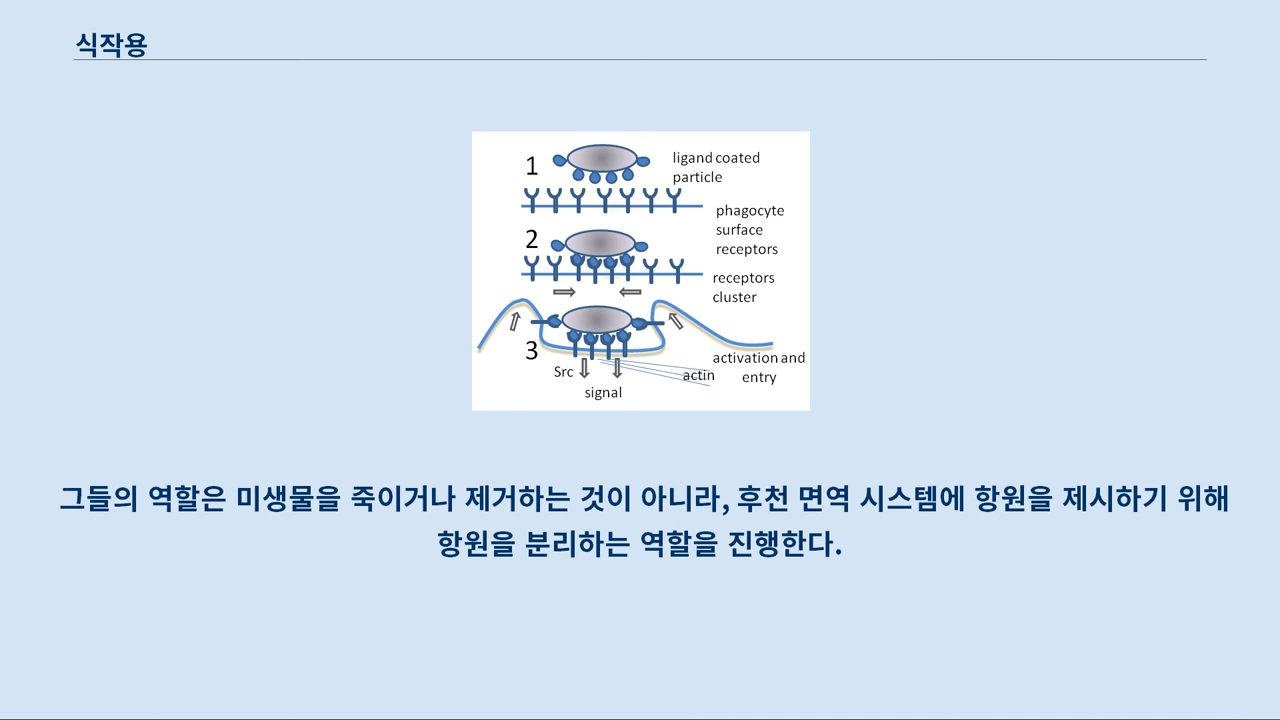 식작용
1
ligand coated
particle
phagocyte
surface
receptors
2
receptors
cluster
3
activation and
entry
Src
actin
signal
그들의 역할은 미생물을 죽이거나 제거하는 것이 아니라, 후천 면역 시스템에 항원을 제시하기 위해
항원을 분리하는 역할을 진행한다.